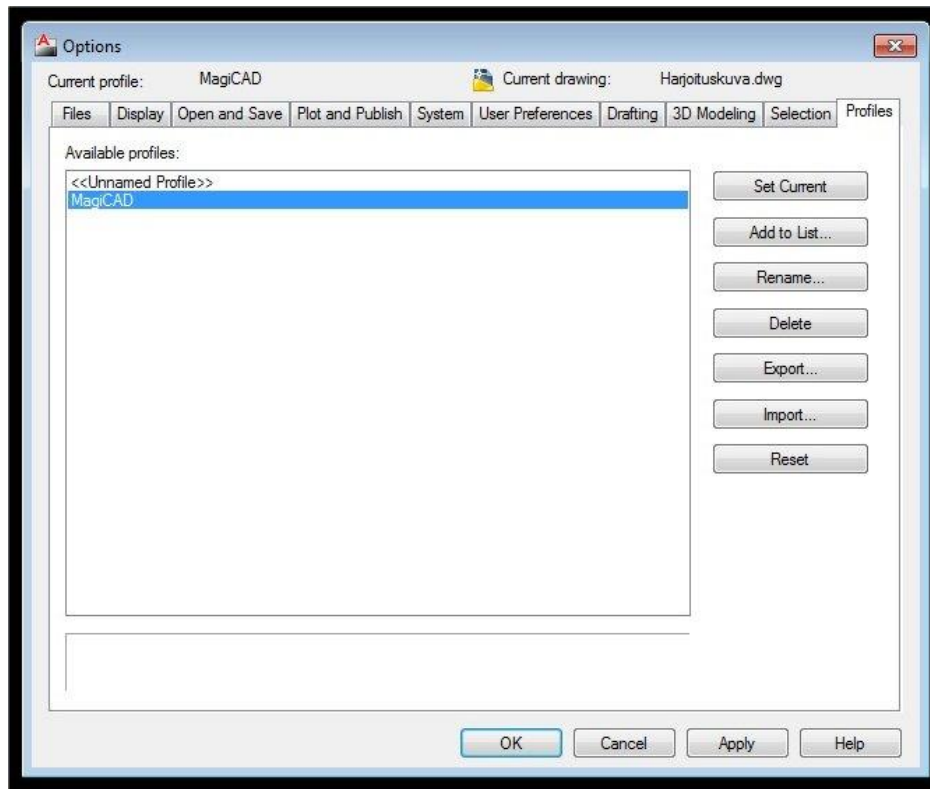 Options
Current profile: MagiCAD Current drawing: Harjoituskuva.dwg
Files Display Open and Save Plot and Publish System User Preferences Drafting 3D Modeling Selection Profiles
Available profiles:
<<Unnamed Profile>> Set Current
MagiCAD
Add to List...
Rename...
Delete
Export...
Import...
Reset
OK Cancel Apply Help